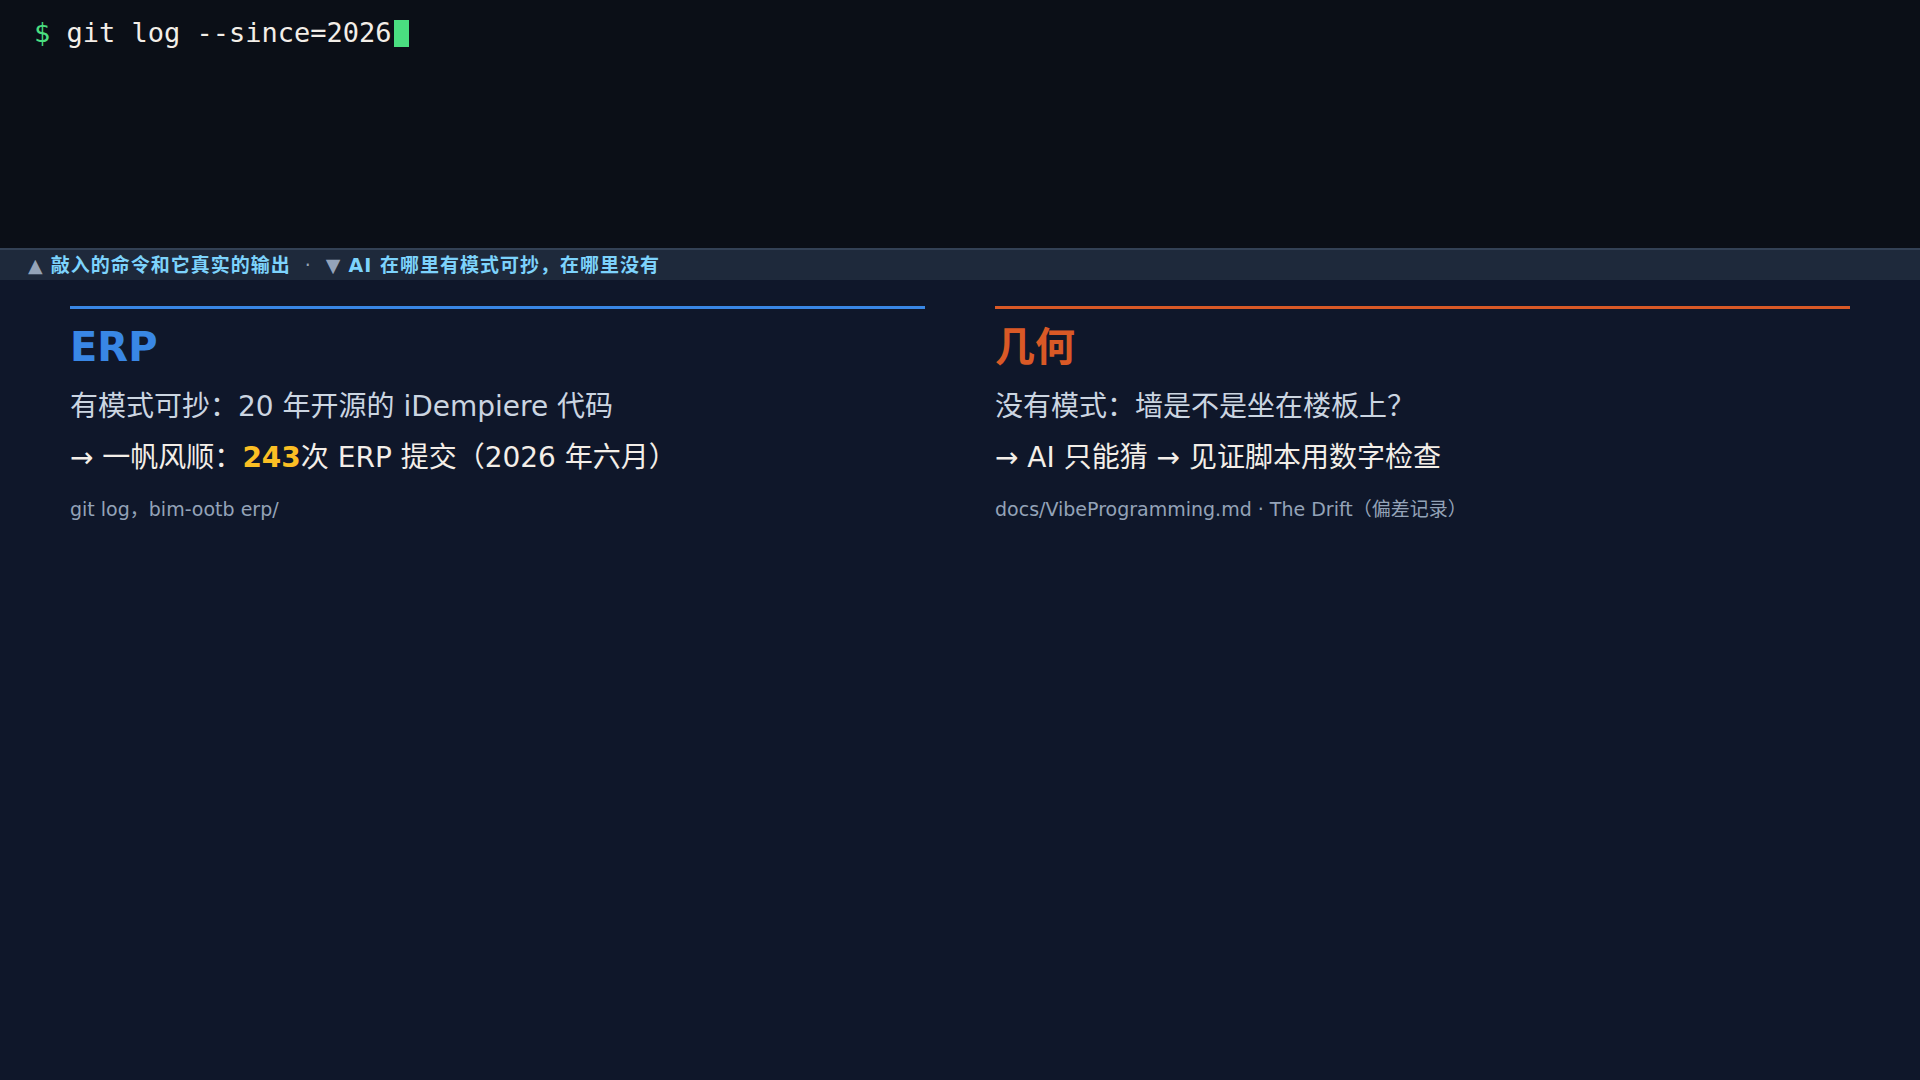 $ git log --since=2026
▲ 敲入的命令和它真实的输出 · ▼ AI 在哪里有模式可抄，在哪里没有
ERP
有模式可抄：20 年开源的 iDempiere 代码
→ 一帆风顺：243次 ERP 提交（2026 年六月）
git log，bim-ootb erp/
几何
没有模式：墙是不是坐在楼板上？
→ AI 只能猜 → 见证脚本用数字检查
docs/VibeProgramming.md · The Drift（偏差记录）